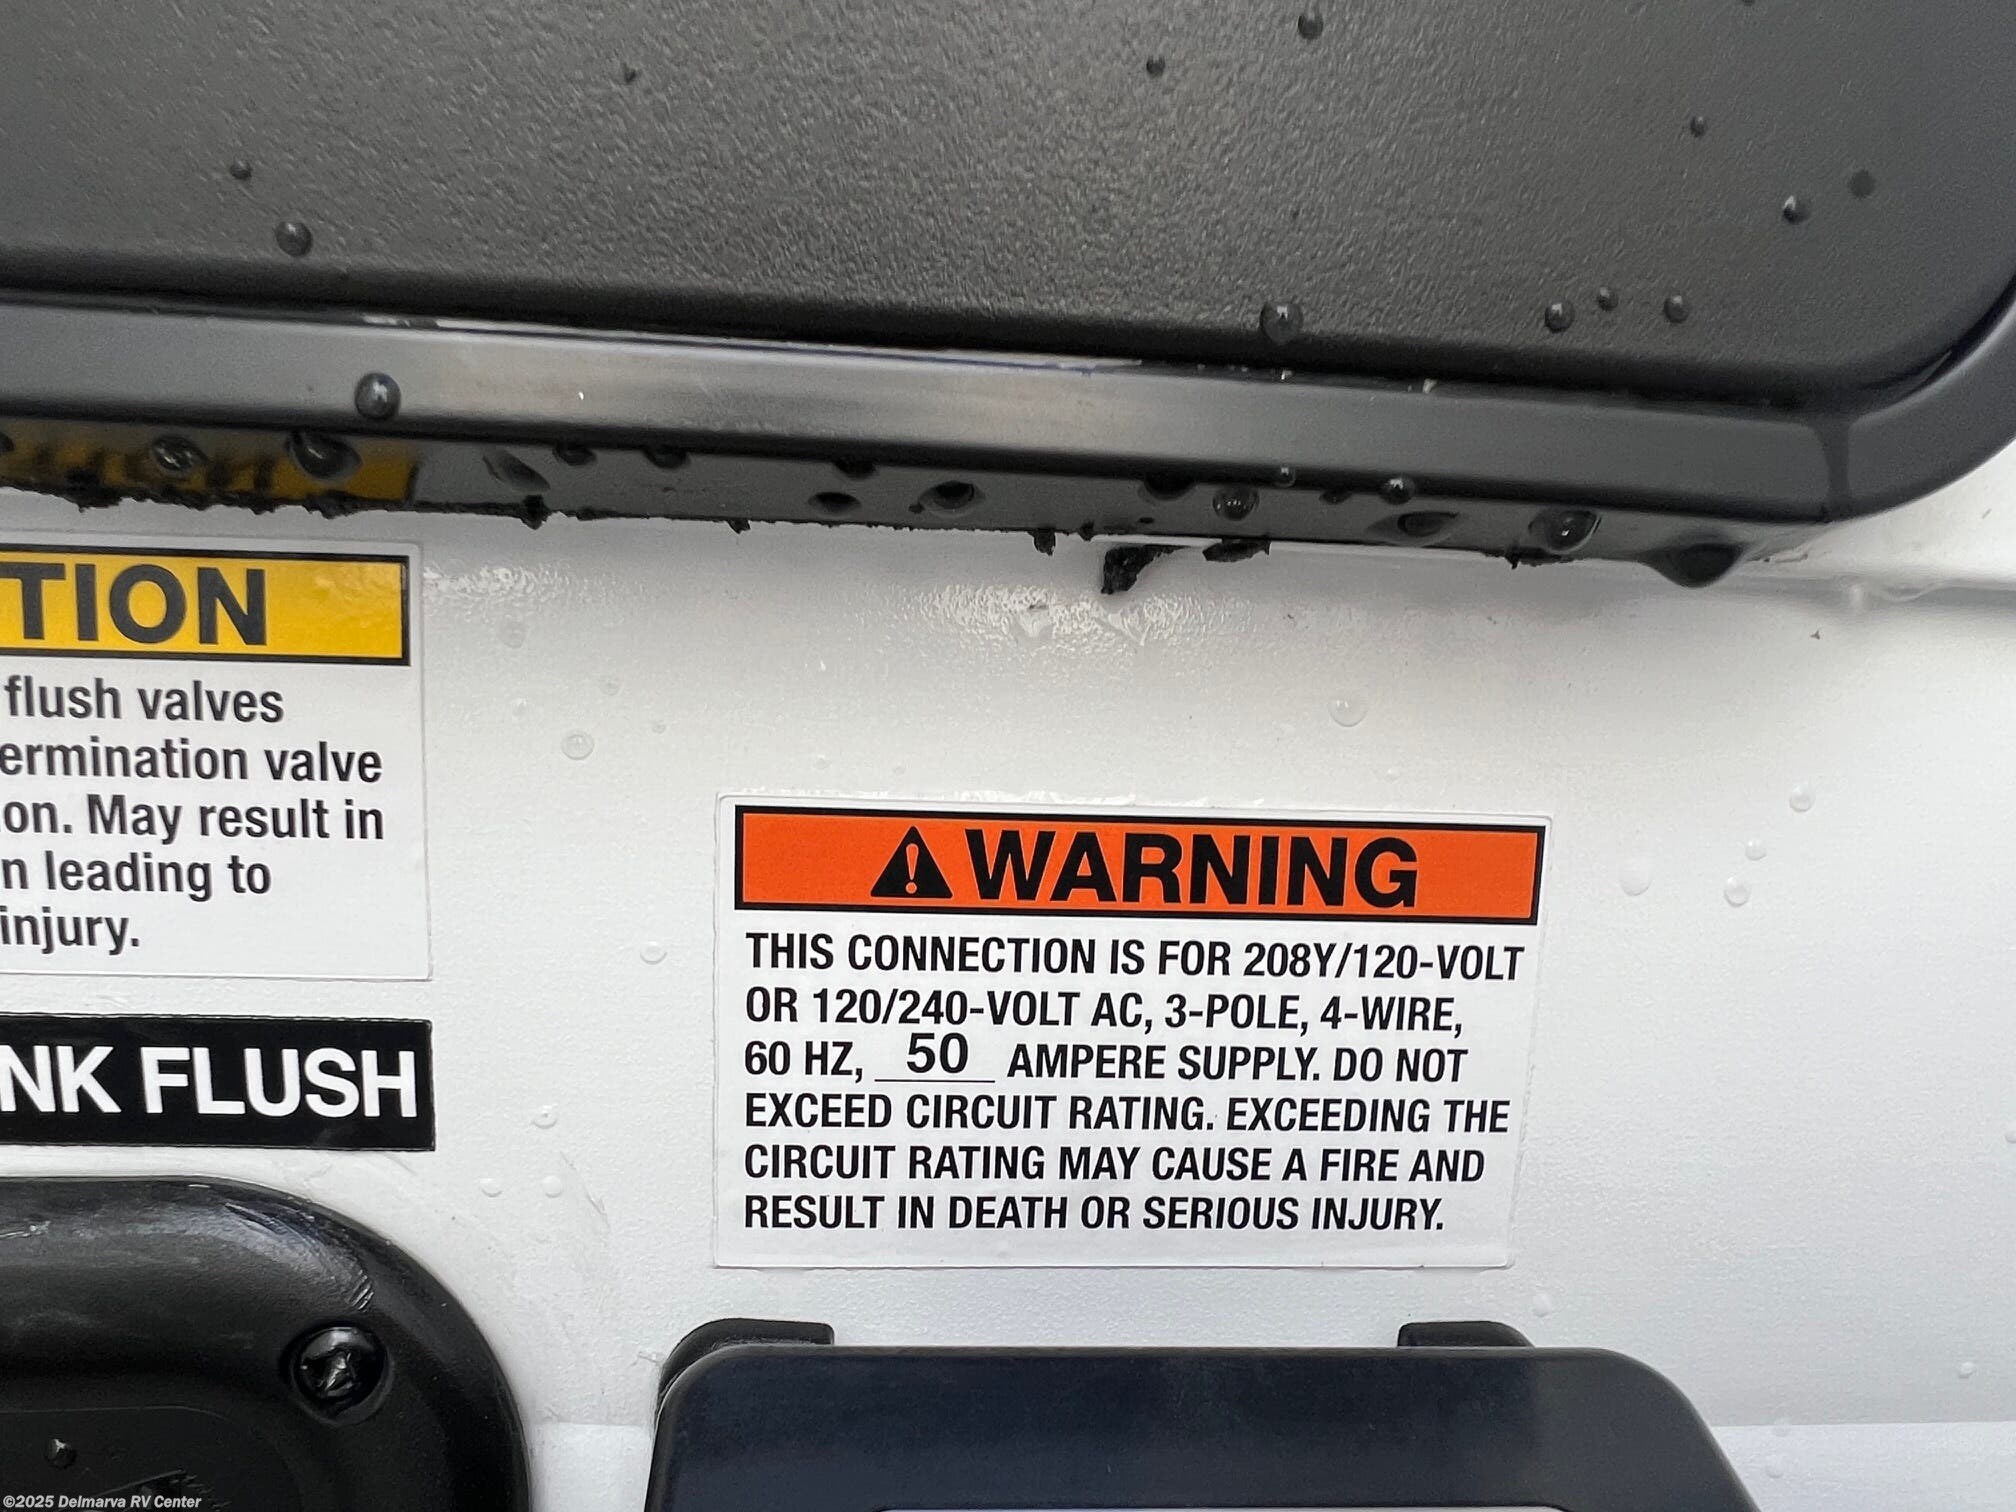 TION
flush valves
ermination valve
on. May result in
n leading to
injury.
NK FLUSH
WARNING
THIS CONNECTION IS FOR 208Y/120-VOLT
OR 120/240-VOLT AC, 3-POLE, 4-WIRE,
60 HZ, 50 AMPERE SUPPLY. DO NOT
EXCEED CIRCUIT RATING. EXCEEDING THE
CIRCUIT RATING MAY CAUSE A FIRE AND
RESULT IN DEATH OR SERIOUS INJURY.
©2025 Delmarva RV Center